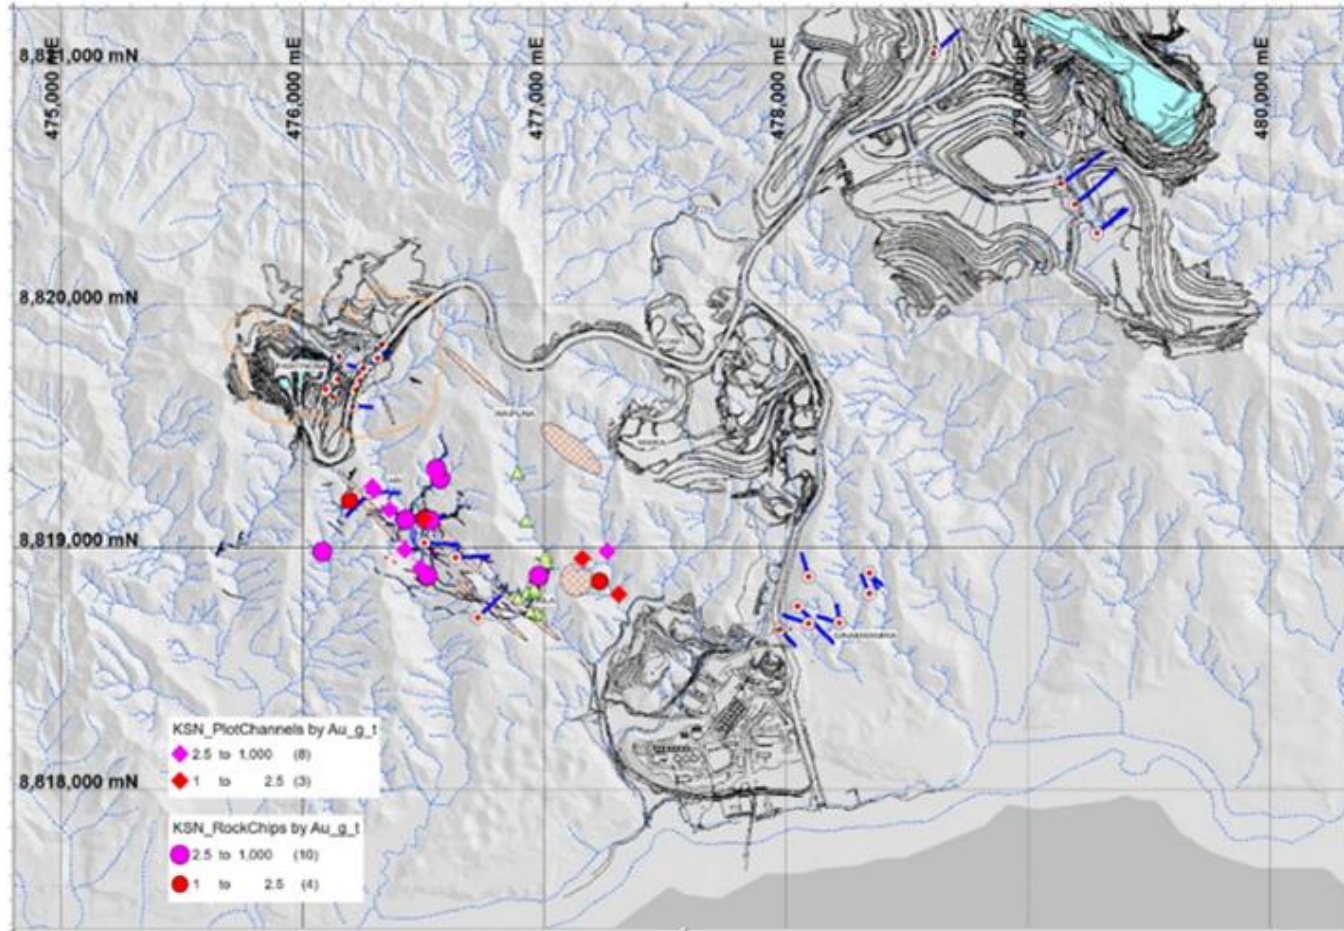 8,821,000 mN
475,000 mE
476,000 mE
477,000 mE
478,000 mE
479,000 mE
480,000 mE
8,820,000 mN
8,819,000 mN
KSN_PlotChannels by Au_g_t
2.5 to 1,000 (8)
1 to 2.5 (3)
8,618,000 mN
KSN_RockChips by Au_g_t
2.5 to 1,000 (10)
1 to 2.5 (4)